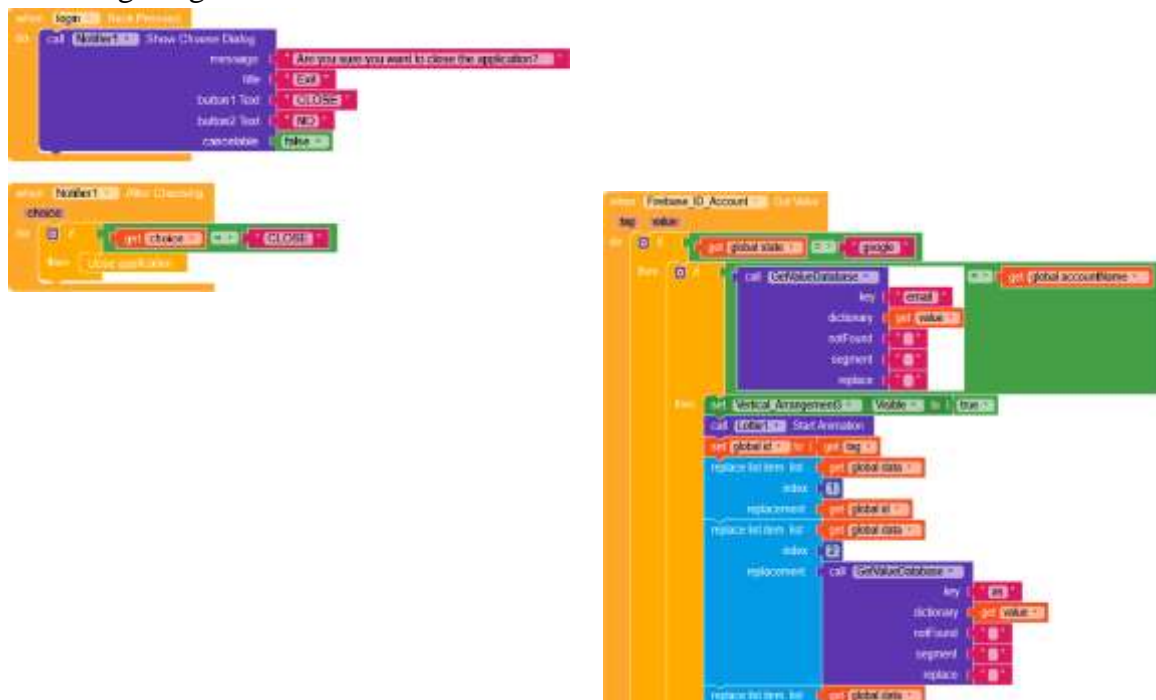 when login Back Pressed
do call Notifier1 Show Choose Dialog
message " Are you sure you want to close the application? "
title " Exit "
button1 Text " CLOSE "
button2 Text " NO "
cancelable false
when Notifier1 After Choosing
choice
do if get choice = " CLOSE "
then close application
when Firebase_ID_Account Got Value
tag value
do if get global state = " google "
then if call GetValueDatabase = get global accountName
key " email "
dictionary get value
notFound " "
segment " "
replace " "
then set Vertical_Arrangement3 Visible to true
call Start Animation
set global id to get tag
replace list item list get global data
index 1
replacement get global id
replace list item list get global data
index 2
replacement call GetValueDatabase
key
dictionary get value
notFound " "
segment " "
replace " "
replace list item list get global data